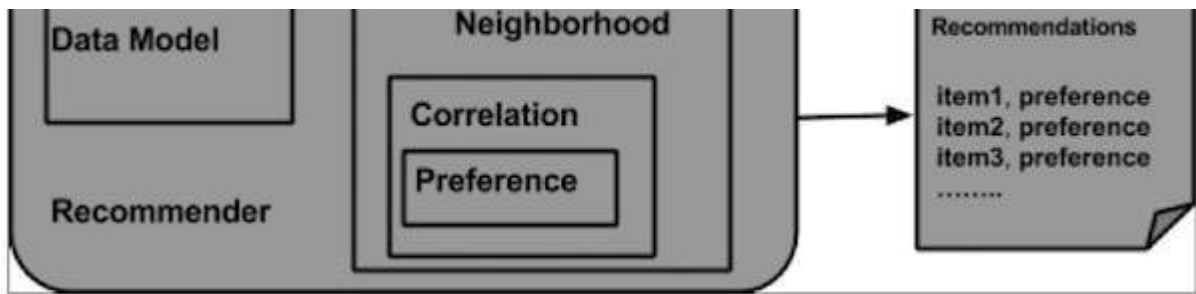 Data Model
Neighborhood
Correlation
Preference
Recommender
Recommendations
item1, preference
item2, preference
item3, preference
........